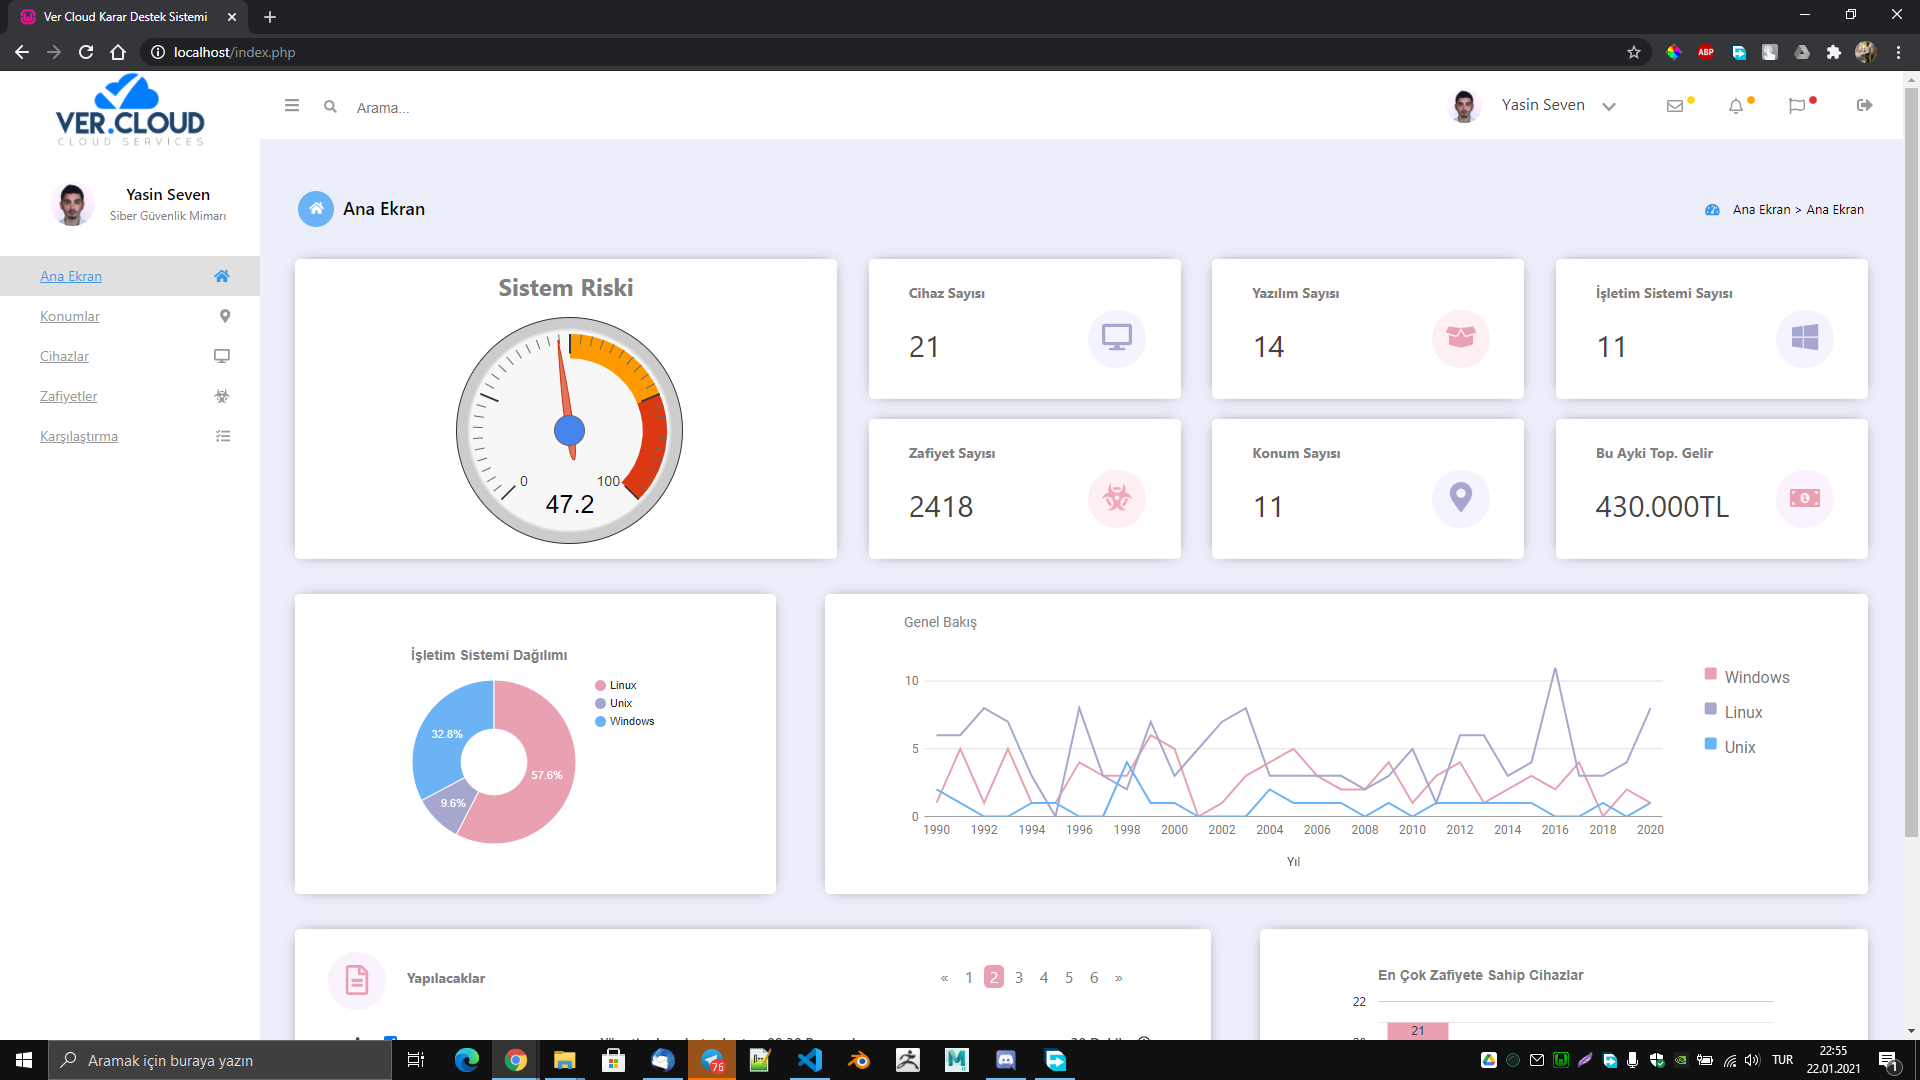 Ver Cloud Karar Destek Sistemi
localhost/index.php
ABP
VER.CLOUD
CLOUD SERVICES
Arama...
Yasin Seven
Yasin Seven
Siber Güvenlik Mimarı
Ana Ekran
Konumlar
Cihazlar
Zafiyetler
Karşılaştırma
Ana Ekran
Ana Ekran > Ana Ekran
Sistem Riski
0
100
47.2
Cihaz Sayısı
21
Yazılım Sayısı
14
İşletim Sistemi Sayısı
11
Zafiyet Sayısı
2418
Konum Sayısı
11
Bu Ayki Top. Gelir
430.000TL
İşletim Sistemi Dağılımı
Linux
Unix
Windows
32.8%
57.6%
9.6%
Genel Bakış
10
5
0
1990 1992 1994 1996 1998 2000 2002 2004 2006 2008 2010 2012 2014 2016 2018 2020
Yıl
Windows
Linux
Unix
Yapılacaklar
« 1 2 3 4 5 6 »
En Çok Zafiyete Sahip Cihazlar
22
21
Aramak için buraya yazın
76
TUR
22:55
22.01.2021
1